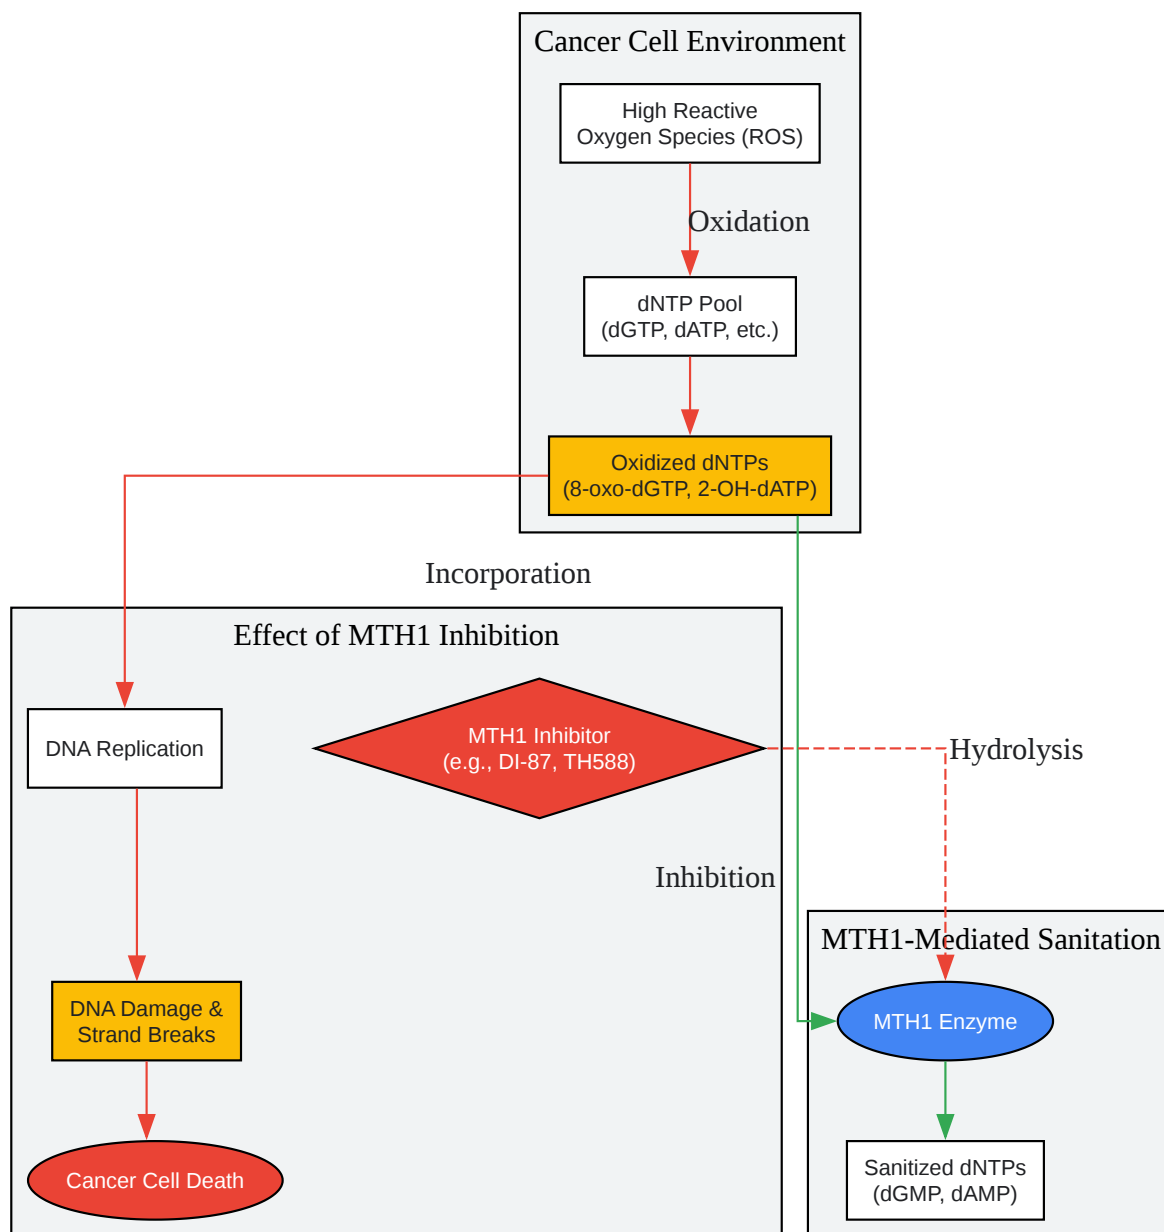 Cancer Cell Environment
High Reactive
Oxygen Species (ROS)
Oxidation
dNTP Pool
(dGTP, dATP, etc.)
Oxidized dNTPs
(8-oxo-dGTP, 2-OH-dATP)
Incorporation
Effect of MTH1 Inhibition
DNA Replication
MTH1 Inhibitor
(e.g., DI-87, TH588)
Hydrolysis
Inhibition
MTH1-Mediated Sanitation
DNA Damage &
Strand Breaks
MTH1 Enzyme
Cancer Cell Death
Sanitized dNTPs
(dGMP, dAMP)